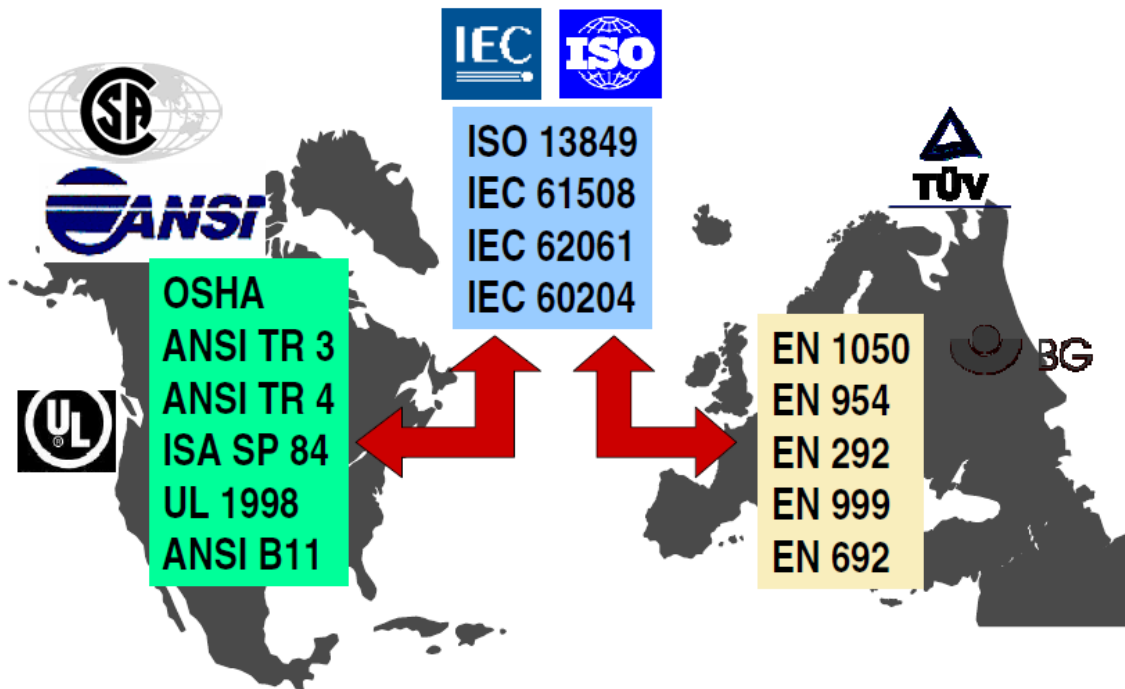 IEC
ISO
CSA
ANSI
TÜV
BG
UL
®
ISO 13849
IEC 61508
IEC 62061
IEC 60204
OSHA
ANSI TR 3
ANSI TR 4
ISA SP 84
UL 1998
ANSI B11
EN 1050
EN 954
EN 292
EN 999
EN 692